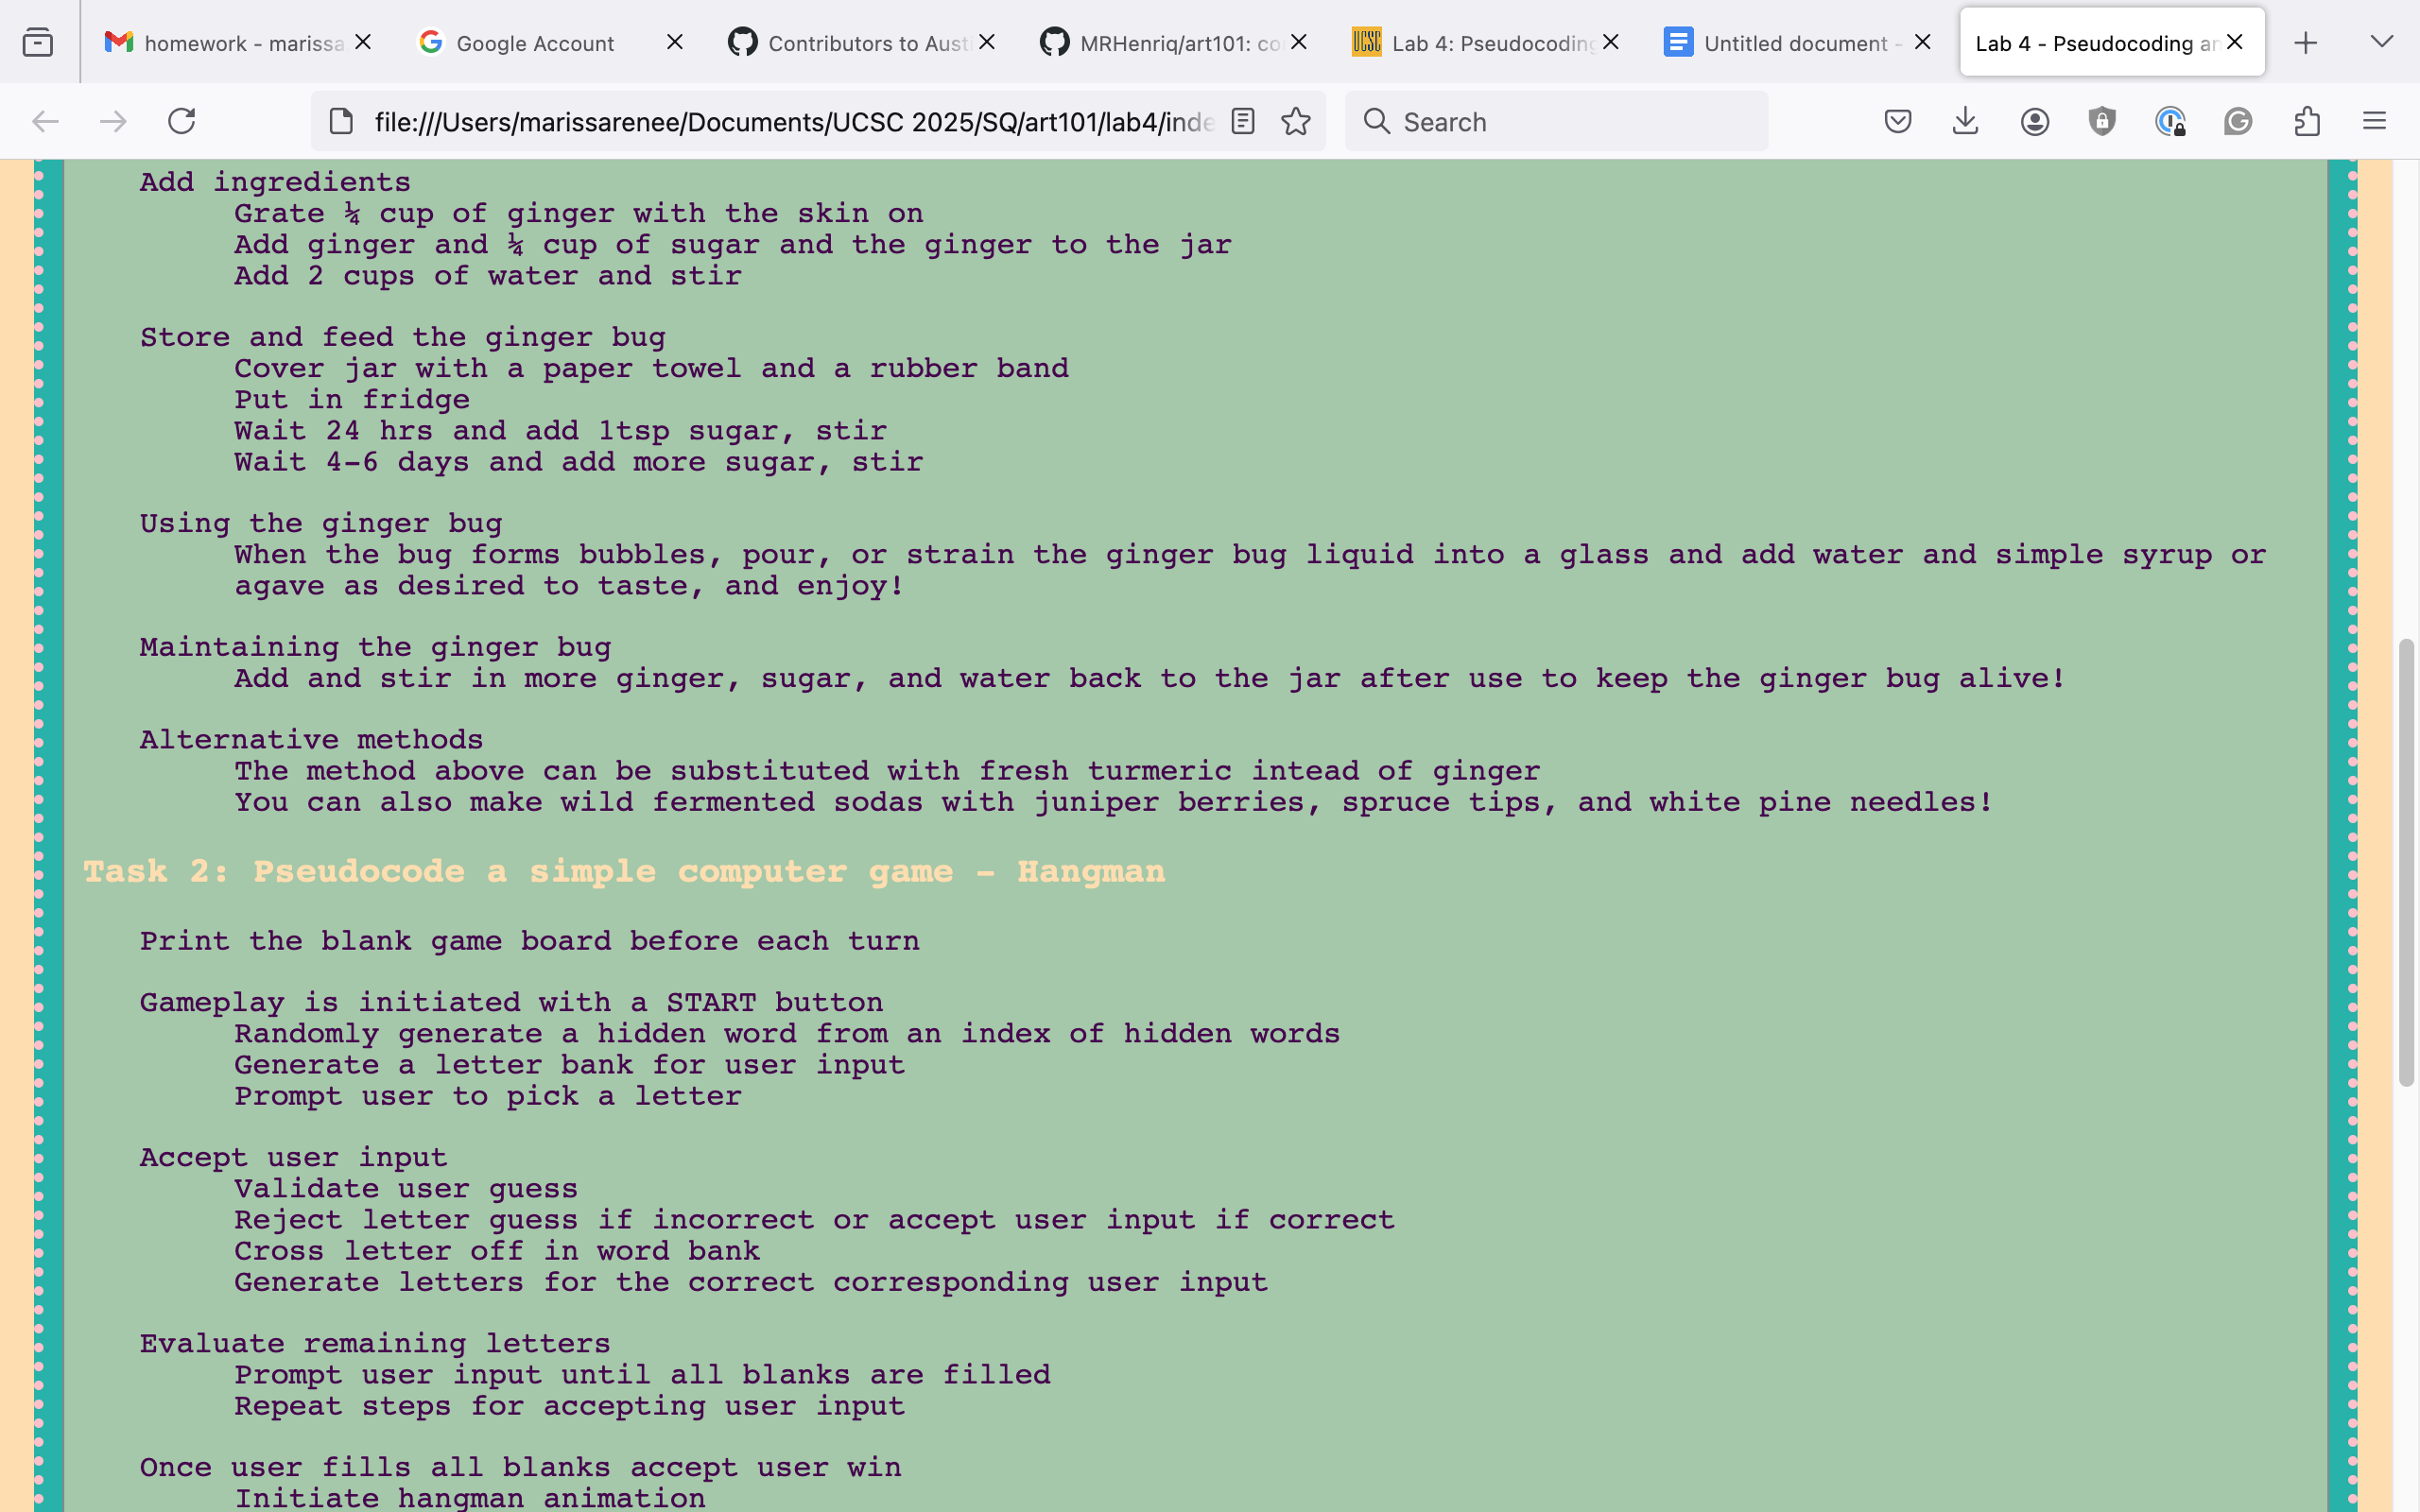 homework - marissa
Google Account
Contributors to Aust
MRHenriq/art101: co
UCSC
Lab 4: Pseudocoding
Untitled document -
Lab 4 - Pseudocoding an
file:///Users/marissarenee/Documents/UCSC 2025/SQ/art101/lab4/inde
Search
Add ingredients
Grate ¼ cup of ginger with the skin on
Add ginger and ¼ cup of sugar and the ginger to the jar
Add 2 cups of water and stir
Store and feed the ginger bug
Cover jar with a paper towel and a rubber band
Put in fridge
Wait 24 hrs and add 1tsp sugar, stir
Wait 4-6 days and add more sugar, stir
Using the ginger bug
When the bug forms bubbles, pour, or strain the ginger bug liquid into a glass and add water and simple syrup or
agave as desired to taste, and enjoy!
Maintaining the ginger bug
Add and stir in more ginger, sugar, and water back to the jar after use to keep the ginger bug alive!
Alternative methods
The method above can be substituted with fresh turmeric intead of ginger
You can also make wild fermented sodas with juniper berries, spruce tips, and white pine needles!
Task 2: Pseudocode a simple computer game - Hangman
Print the blank game board before each turn
Gameplay is initiated with a START button
Randomly generate a hidden word from an index of hidden words
Generate a letter bank for user input
Prompt user to pick a letter
Accept user input
Validate user guess
Reject letter guess if incorrect or accept user input if correct
Cross letter off in word bank
Generate letters for the correct corresponding user input
Evaluate remaining letters
Prompt user input until all blanks are filled
Repeat steps for accepting user input
Once user fills all blanks accept user win
Initiate hangman animation